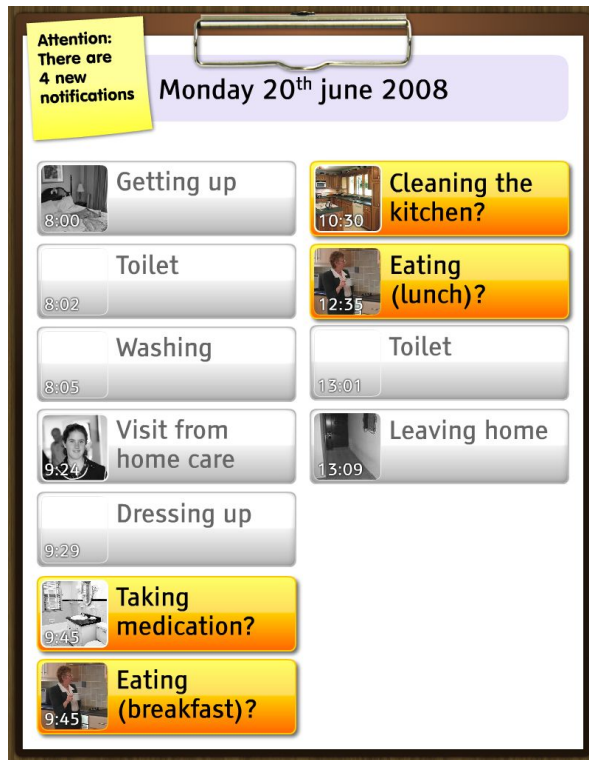 Attention:
There are
4 new
notifications
Monday 20th june 2008
Getting up
8:00
Toilet
8:02
Washing
8:05
Visit from
home care
9:24
Dressing up
9:29
Taking
medication?
9:45
Eating
(breakfast)?
9:45
Cleaning the
kitchen?
10:30
Eating
(lunch)?
12:35
Toilet
13:01
Leaving home
13:09